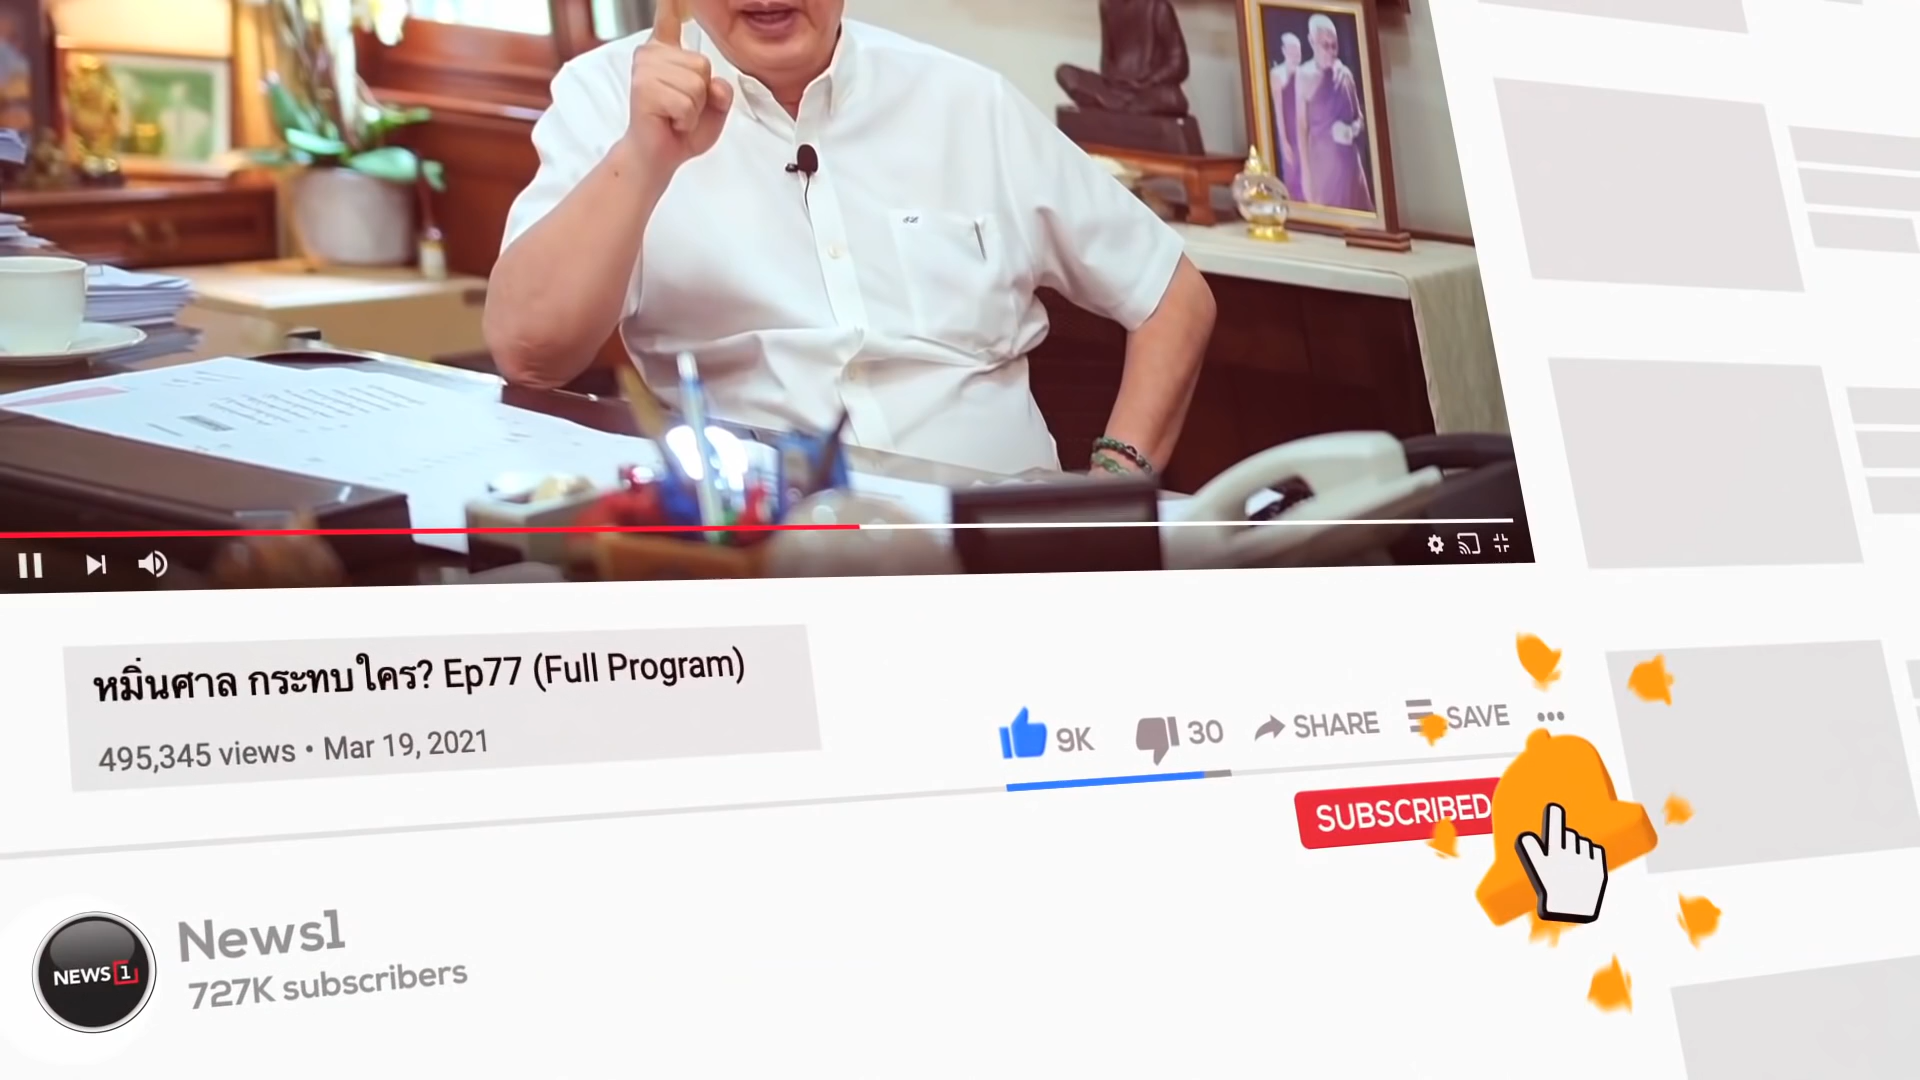 หมิ่นศาล กระทบใคร? Ep77 (Full Program)
495,345 views • Mar 19, 2021
9K
30
SHARE
SAVE
SUBSCRIBED
NEWS 1
News1
727K subscribers